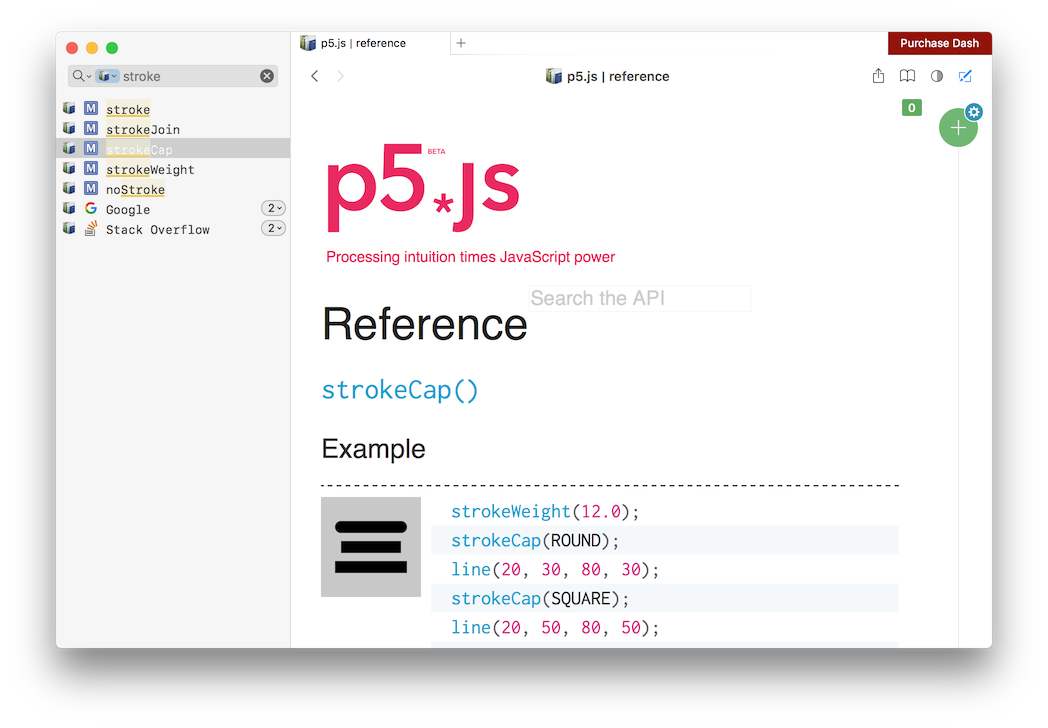 p5.js | reference
Purchase Dash
stroke
p5.js | reference
M stroke
M strokeJoin
M strokeCap
M strokeWeight
M noStroke
G Google 2
Stack Overflow 2
0
p5.js BETA
Processing intuition times JavaScript power
Search the API
Reference
strokeCap()
Example
strokeWeight(12.0);
strokeCap(ROUND);
line(20, 30, 80, 30);
strokeCap(SQUARE);
line(20, 50, 80, 50);